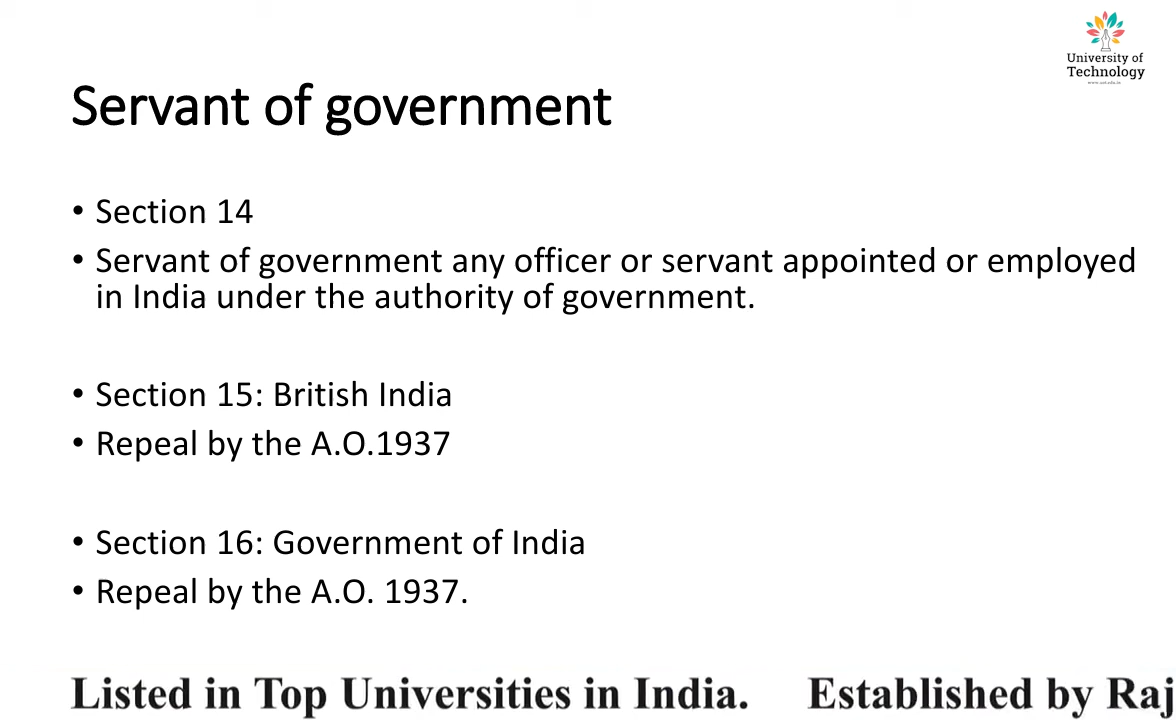 University of
Technology
Servant of government
• Section 14
• Servant of government any officer or servant appointed or employed
in India under the authority of government.
• Section 15: British India
• Repeal by the A.O.1937
• Section 16: Government of India
• Repeal by the A.O. 1937.
Listed in Top Universities in India. Established by Raj